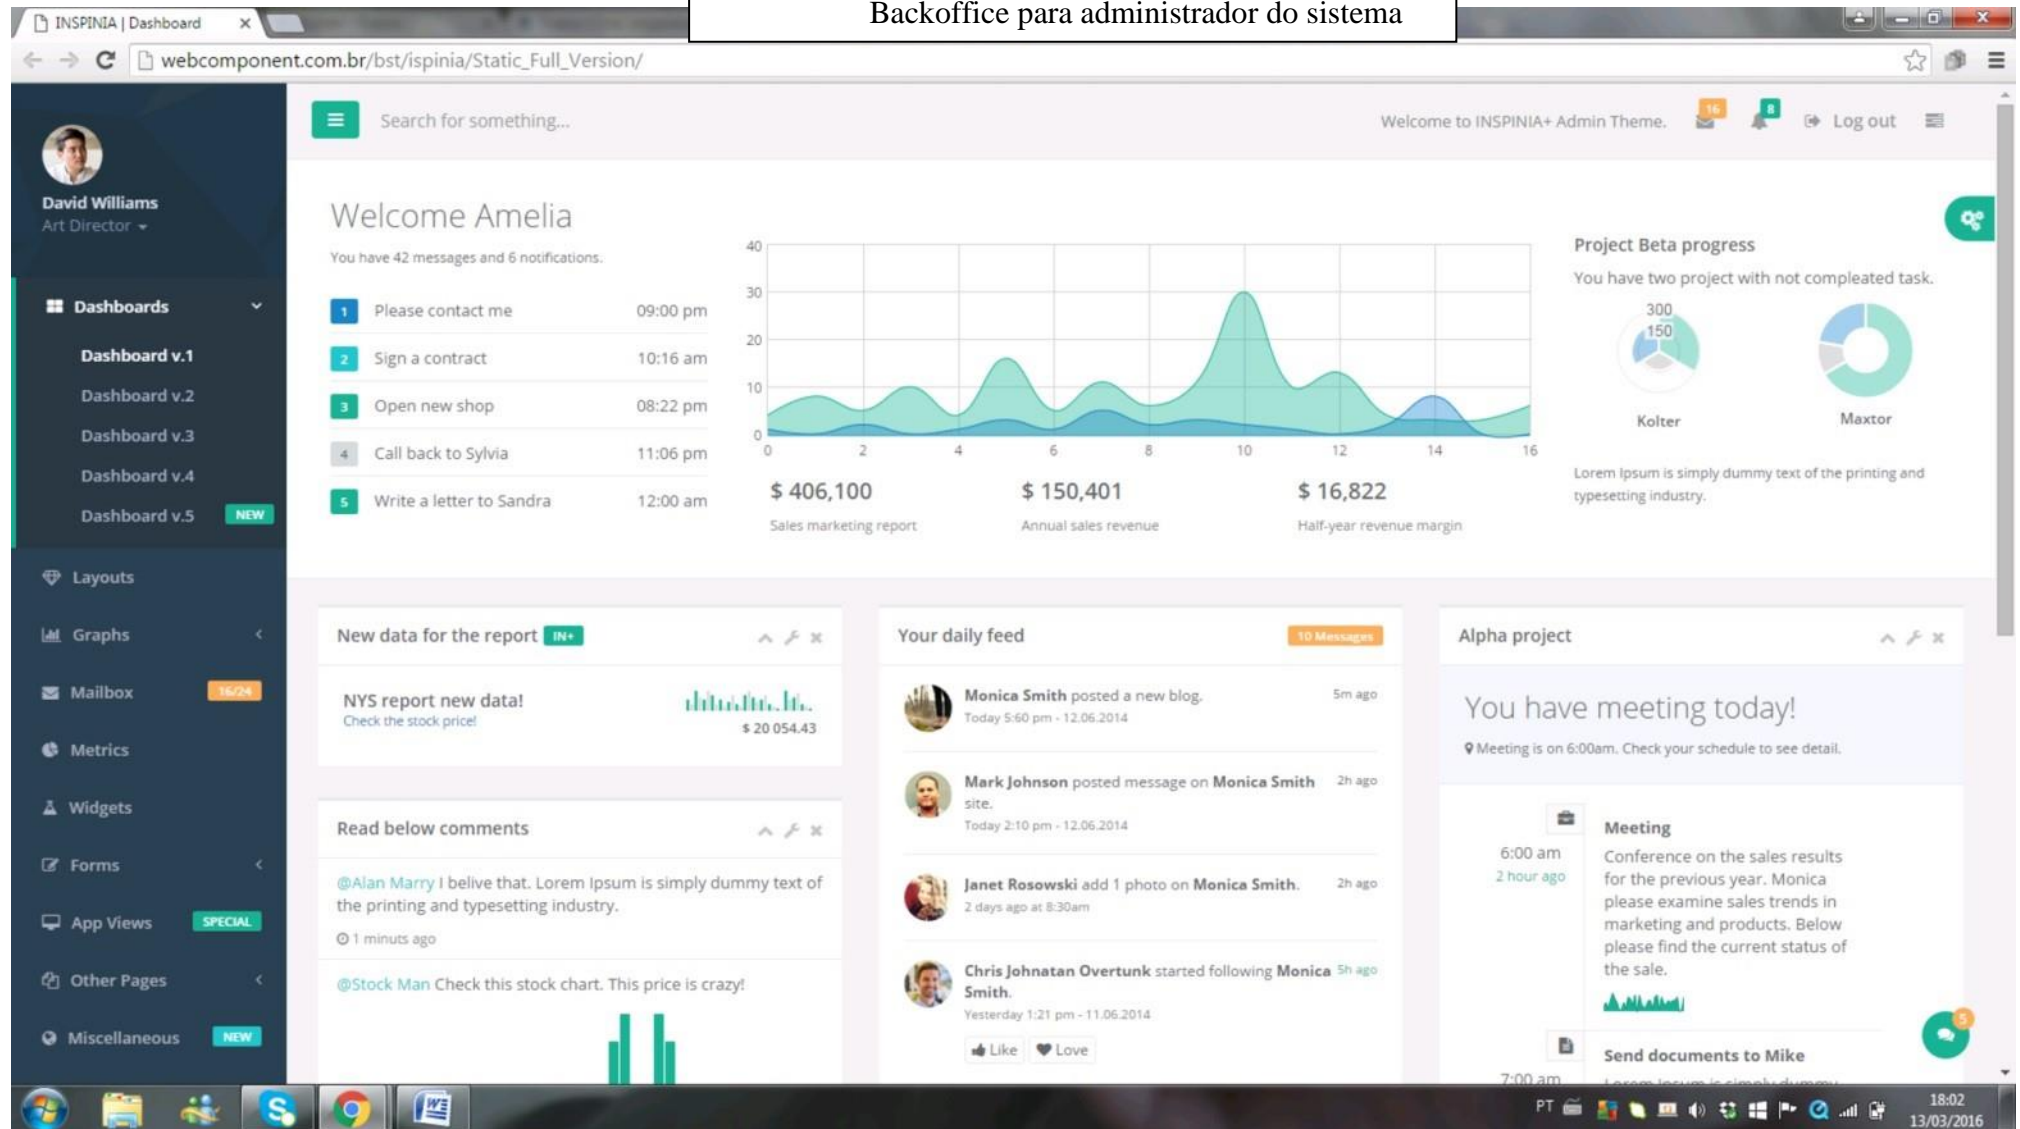 Backoffice para administrador do sistema
INSPINIA | Dashboard
webcomponent.com.br/bst/ispinia/Static_Full_Version/
David Williams
Art Director
Dashboards
Dashboard v.1
Dashboard v.2
Dashboard v.3
Dashboard v.4
Dashboard v.5 NEW
Layouts
Graphs
Mailbox 16/24
Metrics
Widgets
Forms
App Views SPECIAL
Other Pages
Miscellaneous NEW
Search for something...
Welcome to INSPINIA+ Admin Theme.
16
8
Log out
Welcome Amelia
You have 42 messages and 6 notifications.
1 Please contact me 09:00 pm
2 Sign a contract 10:16 am
3 Open new shop 08:22 pm
4 Call back to Sylvia 11:06 pm
5 Write a letter to Sandra 12:00 am
40
30
20
10
0
0 2 4 6 8 10 12 14 16
$ 406,100
Sales marketing report
$ 150,401
Annual sales revenue
$ 16,822
Half-year revenue margin
Project Beta progress
You have two project with not compleated task.
300
150
Kolter
Maxtor
Lorem Ipsum is simply dummy text of the printing and
typesetting industry.
New data for the report IN+
NYS report new data!
Check the stock price!
$ 20 054.43
Read below comments
@Alan Marry I belive that. Lorem Ipsum is simply dummy text of
the printing and typesetting industry.
1 minuts ago
@Stock Man Check this stock chart. This price is crazy!
Your daily feed
10 Messages
Monica Smith posted a new blog. 5m ago
Today 5:60 pm - 12.06.2014
Mark Johnson posted message on Monica Smith 2h ago
site.
Today 2:10 pm - 12.06.2014
Janet Rosowski add 1 photo on Monica Smith. 2h ago
2 days ago at 8:30am
Chris Johnatan Overtunk started following Monica 5h ago
Smith.
Yesterday 1:21 pm - 11.06.2014
Like
Love
Alpha project
You have meeting today!
Meeting is on 6:00am. Check your schedule to see detail.
6:00 am
2 hour ago
Meeting
Conference on the sales results
for the previous year. Monica
please examine sales trends in
marketing and products. Below
please find the current status of
the sale.
5
7:00 am
Send documents to Mike
Lorem Ipsum is simply dummy
PT
18:02
13/03/2016